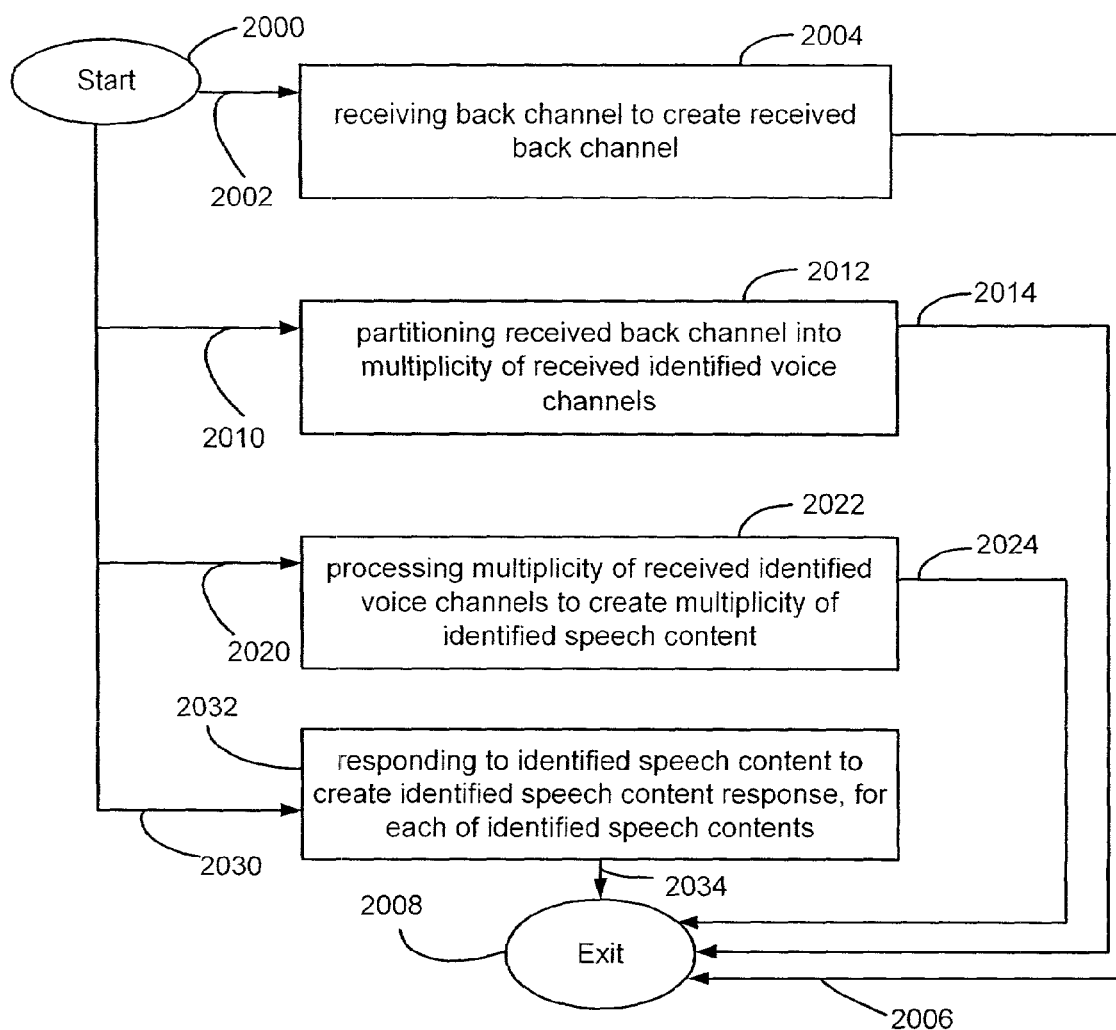 2000
Start
2004
receiving back channel to create received
back channel
2002
2012
2014
partitioning received back channel into
multiplicity of received identified voice
channels
2010
2022
2024
processing multiplicity of received identified
voice channels to create multiplicity of
identified speech content
2020
2032
responding to identified speech content to
create identified speech content response, for
each of identified speech contents
2030
2034
2008
Exit
2006